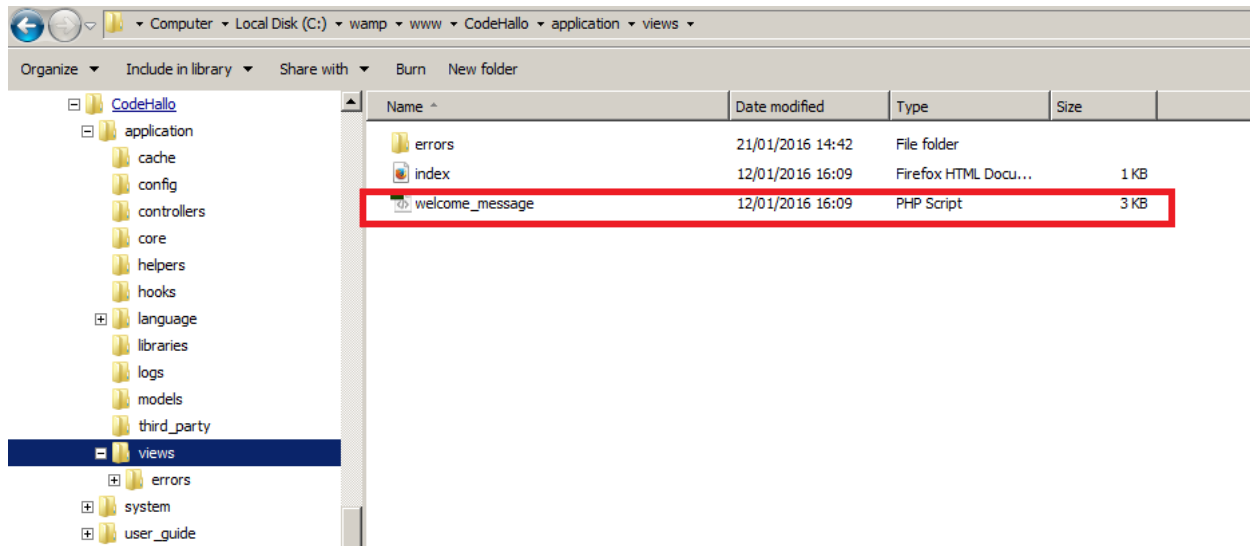 Computer Local Disk (C:) wamp www CodeHallo application views
Organize Include in library Share with Burn New folder
CodeHallo
application
cache
config
controllers
core
helpers
hooks
language
libraries
logs
models
third_party
views
errors
system
user_guide
Name Date modified Type Size
errors 21/01/2016 14:42 File folder
index 12/01/2016 16:09 Firefox HTML Docu... 1 KB
welcome_message 12/01/2016 16:09 PHP Script 3 KB